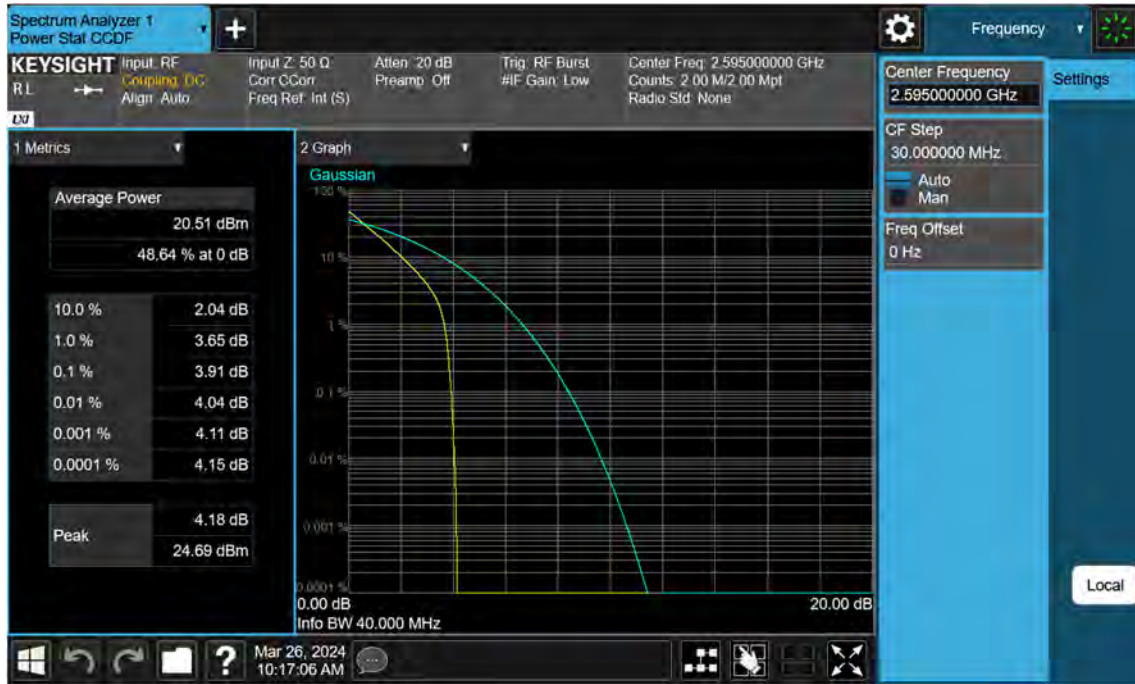 Spectrum Analyzer 1
Power Stat CCDF
+
Frequency
KEYSIGHT
RL
LXI
Input: RF
Coupling: DC
Align: Auto
Input Z: 50 Ω
Corr CCorr
Freq Ref: Int (S)
Atten: 20 dB
Preamp: Off
Trig: RF Burst
#IF Gain: Low
Center Freq: 2.595000000 GHz
Counts: 2.00 M/2.00 Mpt
Radio Std: None
Center Frequency
2.595000000 GHz
Settings
CF Step
30.000000 MHz
Auto
Man
Freq Offset
0 Hz
1 Metrics
Average Power
20.51 dBm
48.64 % at 0 dB
10.0 % 2.04 dB
1.0 % 3.65 dB
0.1 % 3.91 dB
0.01 % 4.04 dB
0.001 % 4.11 dB
0.0001 % 4.15 dB
Peak
4.18 dB
24.69 dBm
2 Graph
Gaussian
100 %
10 %
1 %
0.1 %
0.01 %
0.001 %
0.0001 %
0.00 dB
20.00 dB
Info BW 40.000 MHz
Local
?
Mar 26, 2024
10:17:06 AM